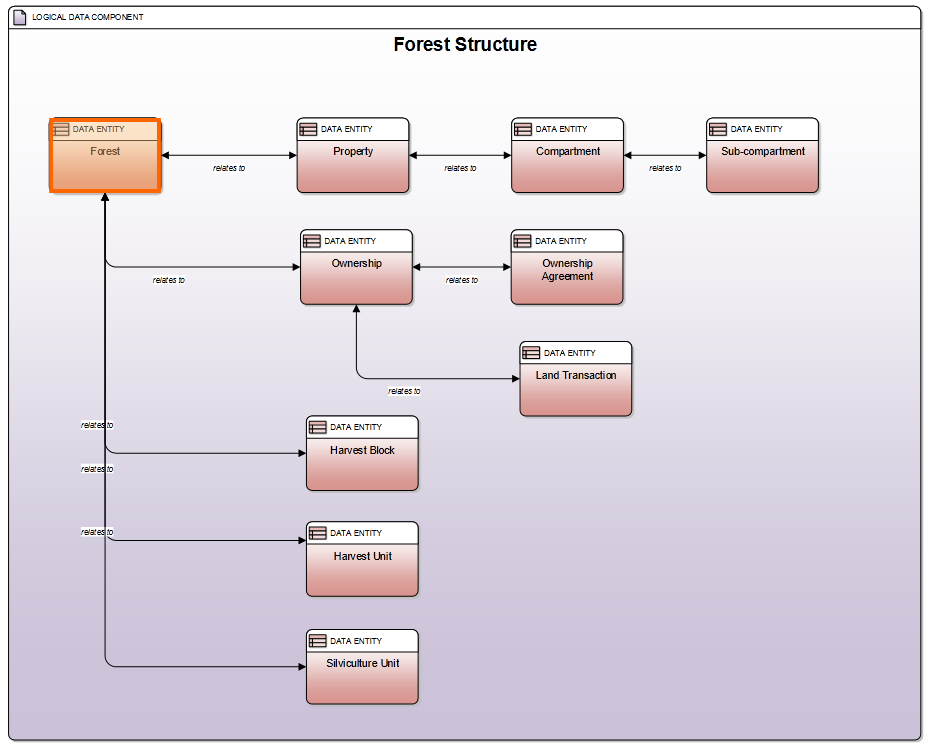 LOGICAL DATA COMPONENT
Forest Structure
DATA ENTITY
Forest
relates to
DATA ENTITY
Property
relates to
DATA ENTITY
Compartment
relates to
DATA ENTITY
Sub-compartment
relates to
DATA ENTITY
Ownership
relates to
DATA ENTITY
Ownership
Agreement
relates to
DATA ENTITY
Land Transaction
relates to
DATA ENTITY
Harvest Block
relates to
relates to
DATA ENTITY
Harvest Unit
DATA ENTITY
Silviculture Unit